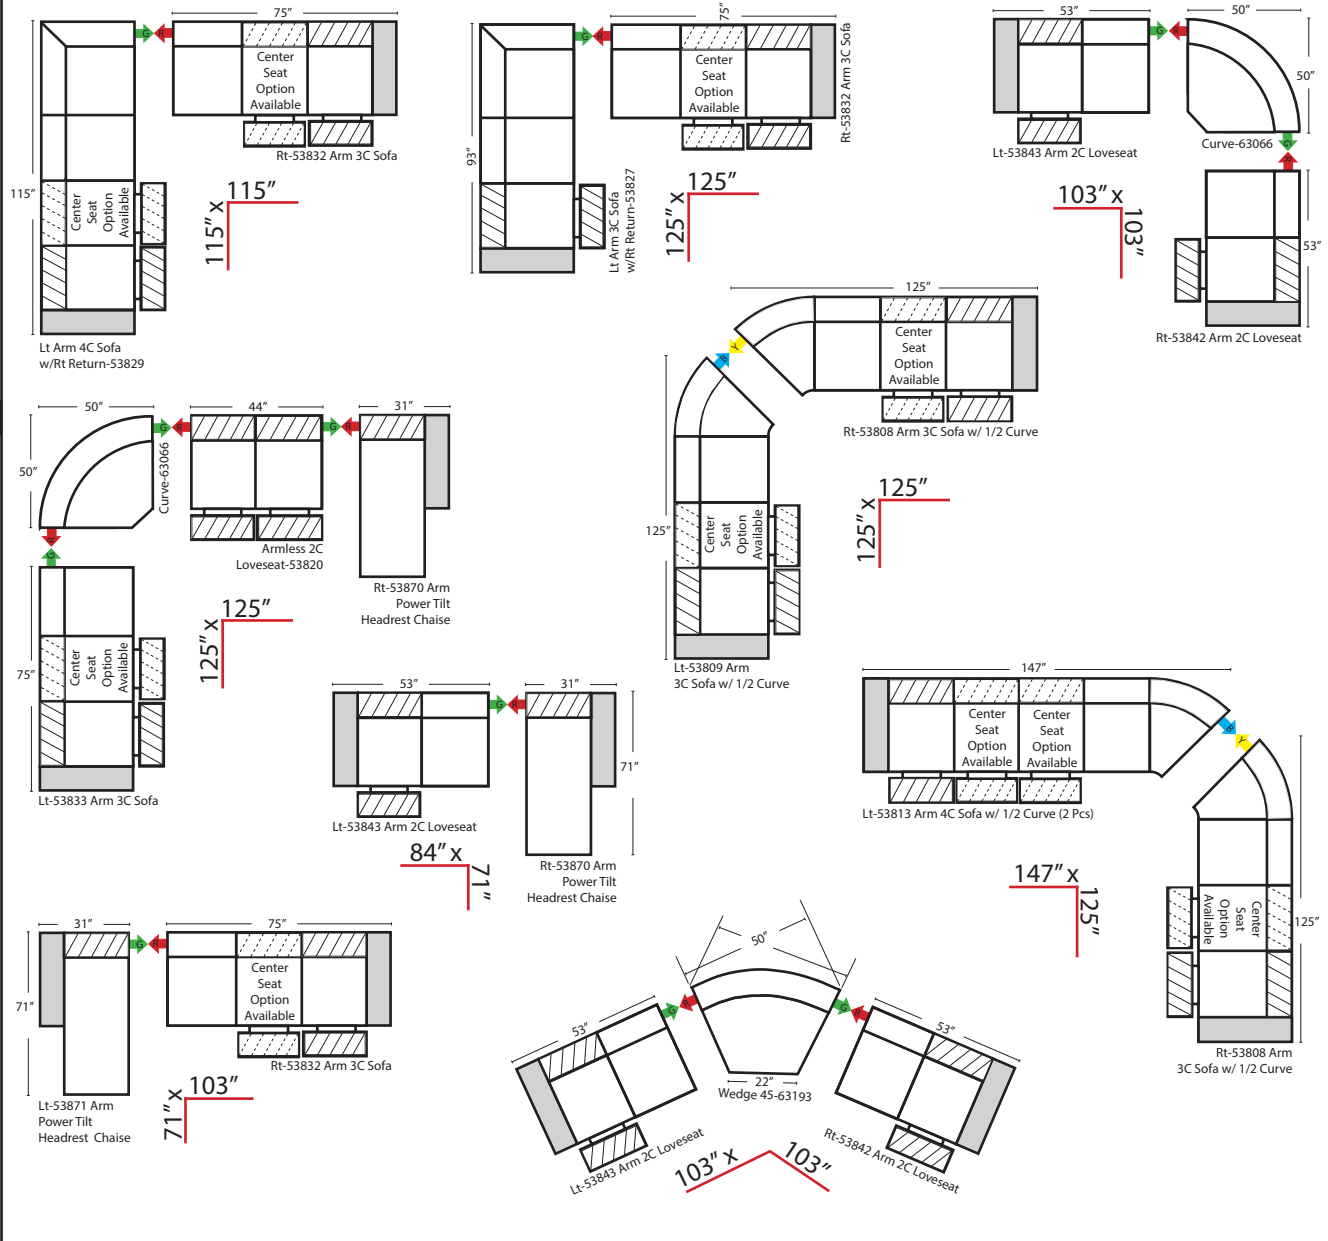 75”
G
R
Center
Seat
Option
Available
Rt-53832 Arm 3C Sofa
115”
Center
Seat
Option
Available
Lt Arm 4C Sofa
w/Rt Return-53829
115” x
115”
75”
G
R
Center
Seat
Option
Available
Rt-53832 Arm 3C Sofa
93”
Lt Arm 3C Sofa
w/Rt Return-53827
125” x
125”
53”
G
R
50”
50”
Lt-53843 Arm 2C Loveseat
Curve-63066
G
R
53”
Rt-53842 Arm 2C Loveseat
103” x
103”
125”
B
Y
Center
Seat
Option
Available
Rt-53808 Arm 3C Sofa w/ 1/2 Curve
125”
Center
Seat
Option
Available
Lt-53809 Arm
3C Sofa w/ 1/2 Curve
125” x
125”
50”
50”
G
R
Curve-63066
44”
G
R
31”
Armless 2C
Loveseat-53820
Rt-53870 Arm
Power Tilt
Headrest Chaise
R
G
75”
Center
Seat
Option
Available
Lt-53833 Arm 3C Sofa
125” x
125”
53”
G
R
31”
71”
Lt-53843 Arm 2C Loveseat
Rt-53870 Arm
Power Tilt
Headrest Chaise
84” x
71”
147”
Center
Seat
Option
Available
Center
Seat
Option
Available
B
Y
Lt-53813 Arm 4C Sofa w/ 1/2 Curve (2 Pcs)
125”
Center
Seat
Option
Available
Rt-53808 Arm
3C Sofa w/ 1/2 Curve
147” x
125”
31”
71”
G
R
75”
Center
Seat
Option
Available
Rt-53832 Arm 3C Sofa
Lt-53871 Arm
Power Tilt
Headrest Chaise
71” x
103”
50”
53”
G
R
G
R
53”
22”
Wedge 45-63193
Lt-53843 Arm 2C Loveseat
Rt-53842 Arm 2C Loveseat
103” x
103”